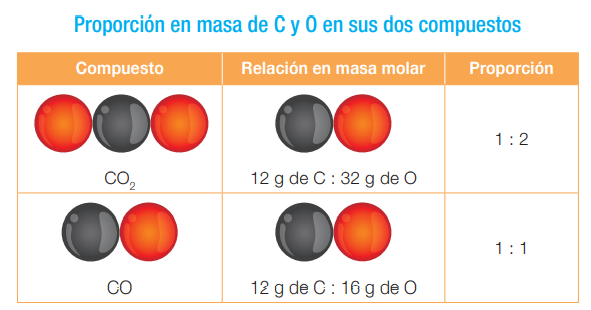 Proporción en masa de C y O en sus dos compuestos
Compuesto Relación en masa molar Proporción
CO₂ 12 g de C : 32 g de O 1 : 2
CO 12 g de C : 16 g de O 1 : 1